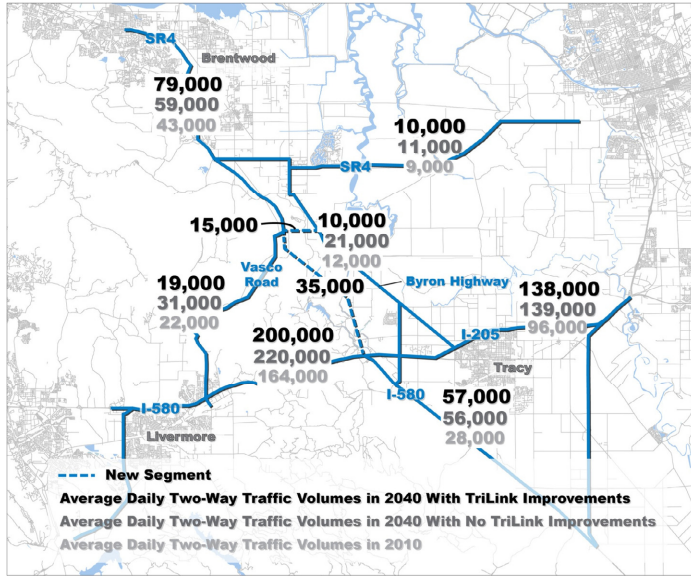 SR4
Brentwood
79,000
59,000
43,000
10,000
11,000
9,000
SR4
15,000
10,000
21,000
12,000
Vasco
Road
35,000
Byron Highway
19,000
31,000
22,000
138,000
139,000
96,000
200,000
220,000
164,000
I-205
Tracy
I-580
57,000
56,000
28,000
I-580
Livermore
New Segment
Average Daily Two-Way Traffic Volumes in 2040 With TriLink Improvements
Average Daily Two-Way Traffic Volumes in 2040 With No TriLink Improvements
Average Daily Two-Way Traffic Volumes in 2010